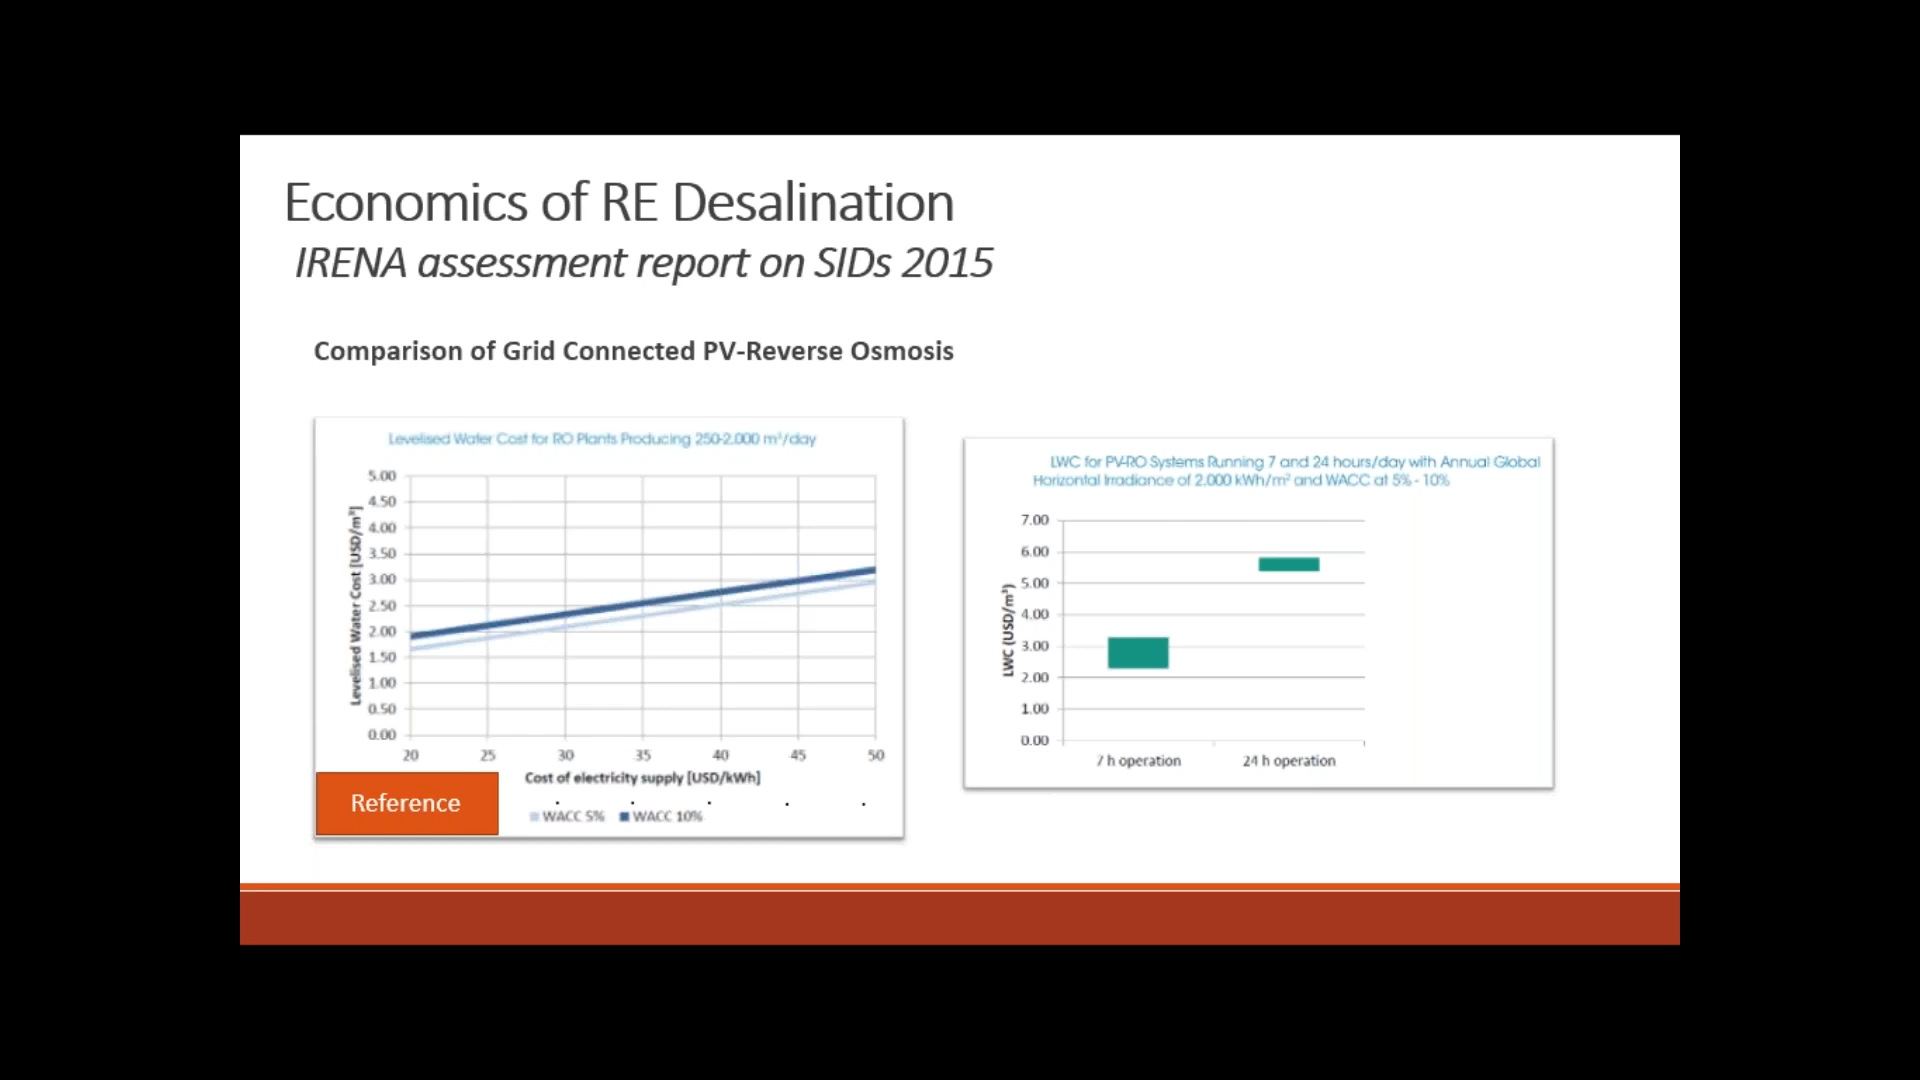 Economics of RE Desalination
IRENA assessment report on SIDs 2015
Comparison of Grid Connected PV-Reverse Osmosis
Levelised Water Cost for RO Plants Producing 250-2.000 m³/day
Levelised Water Cost [USD/m³]
5.00
4.50
4.00
3.50
3.00
2.50
2.00
1.50
1.00
0.50
0.00
20 25 30 35 40 45 50
Cost of electricity supply [USD/kWh]
WACC 5% WACC 10%
Reference
LWC for PV-RO Systems Running 7 and 24 hours/day with Annual Global
Horizontal Irradiance of 2.000 kWh/m² and WACC at 5% - 10%
LWC (USD/m³)
7.00
6.00
5.00
4.00
3.00
2.00
1.00
0.00
7 h operation 24 h operation